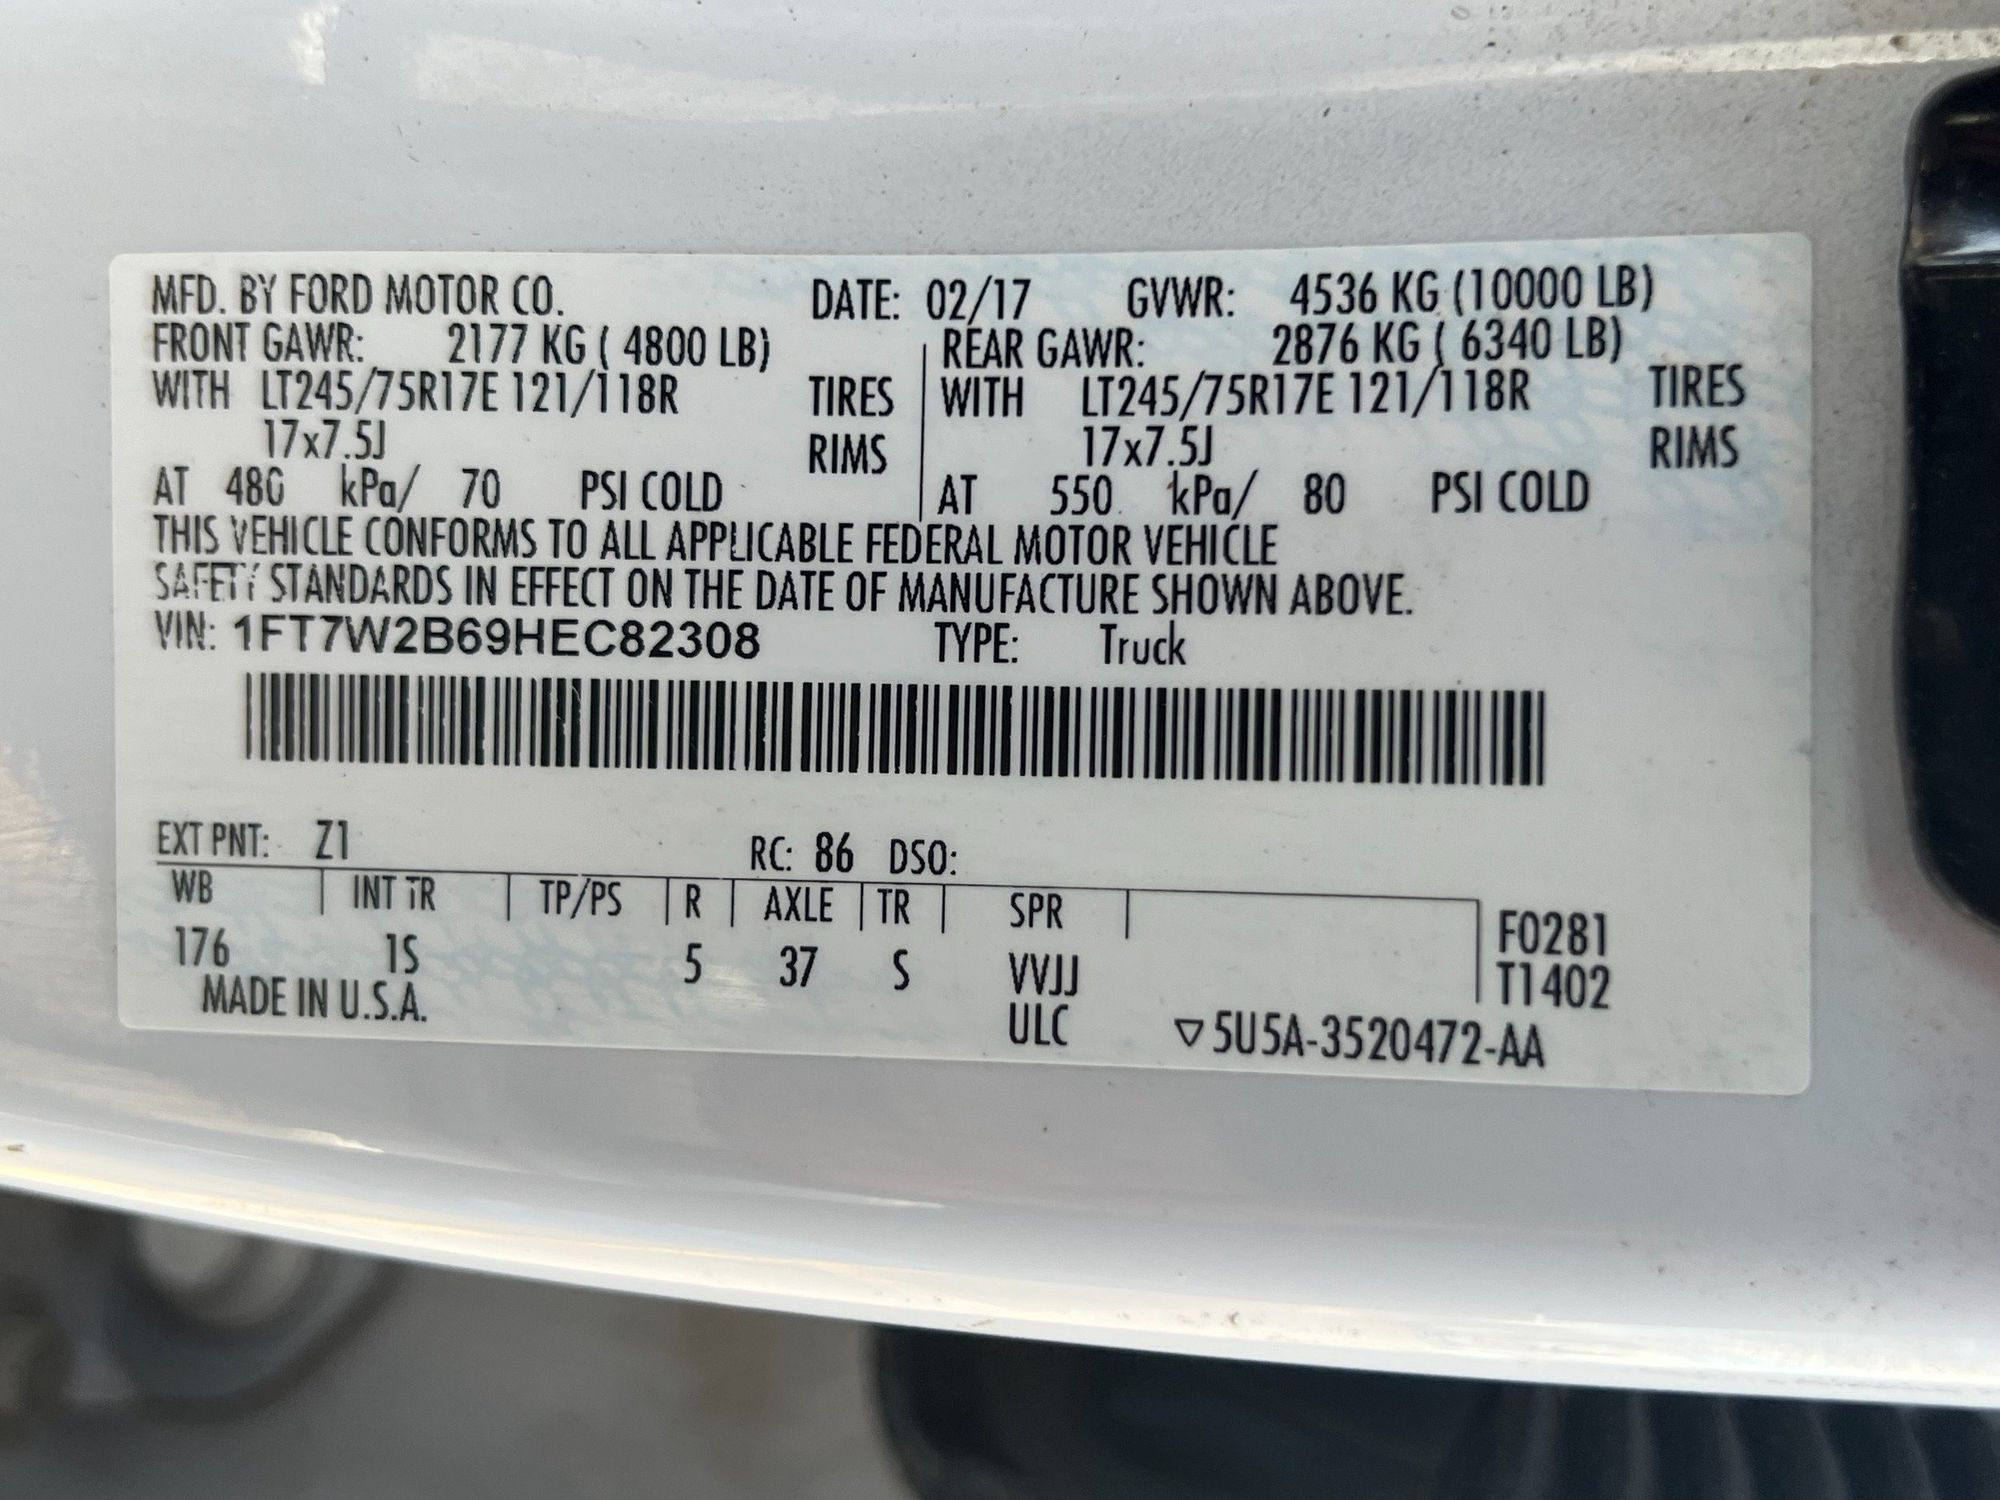 MFD. BY FORD MOTOR CO. DATE: 02/17 GVWR: 4536 KG (10000 LB)
FRONT GAWR: 2177 KG ( 4800 LB) REAR GAWR: 2876 KG ( 6340 LB)
WITH LT245/75R17E 121/118R TIRES WITH LT245/75R17E 121/118R TIRES
17x7.5J RIMS 17x7.5J RIMS
AT 480 kPa/ 70 PSI COLD AT 550 kPa/ 80 PSI COLD
THIS VEHICLE CONFORMS TO ALL APPLICABLE FEDERAL MOTOR VEHICLE
SAFETY STANDARDS IN EFFECT ON THE DATE OF MANUFACTURE SHOWN ABOVE.
VIN: 1FT7W2B69HEC82308 TYPE: Truck
EXT PNT: Z1 RC: 86 DSO:
WB INT TR TP/PS R AXLE TR SPR F0281
176 1S 5 37 S VVJJ T1402
MADE IN U.S.A. ULC ▽5U5A-3520472-AA